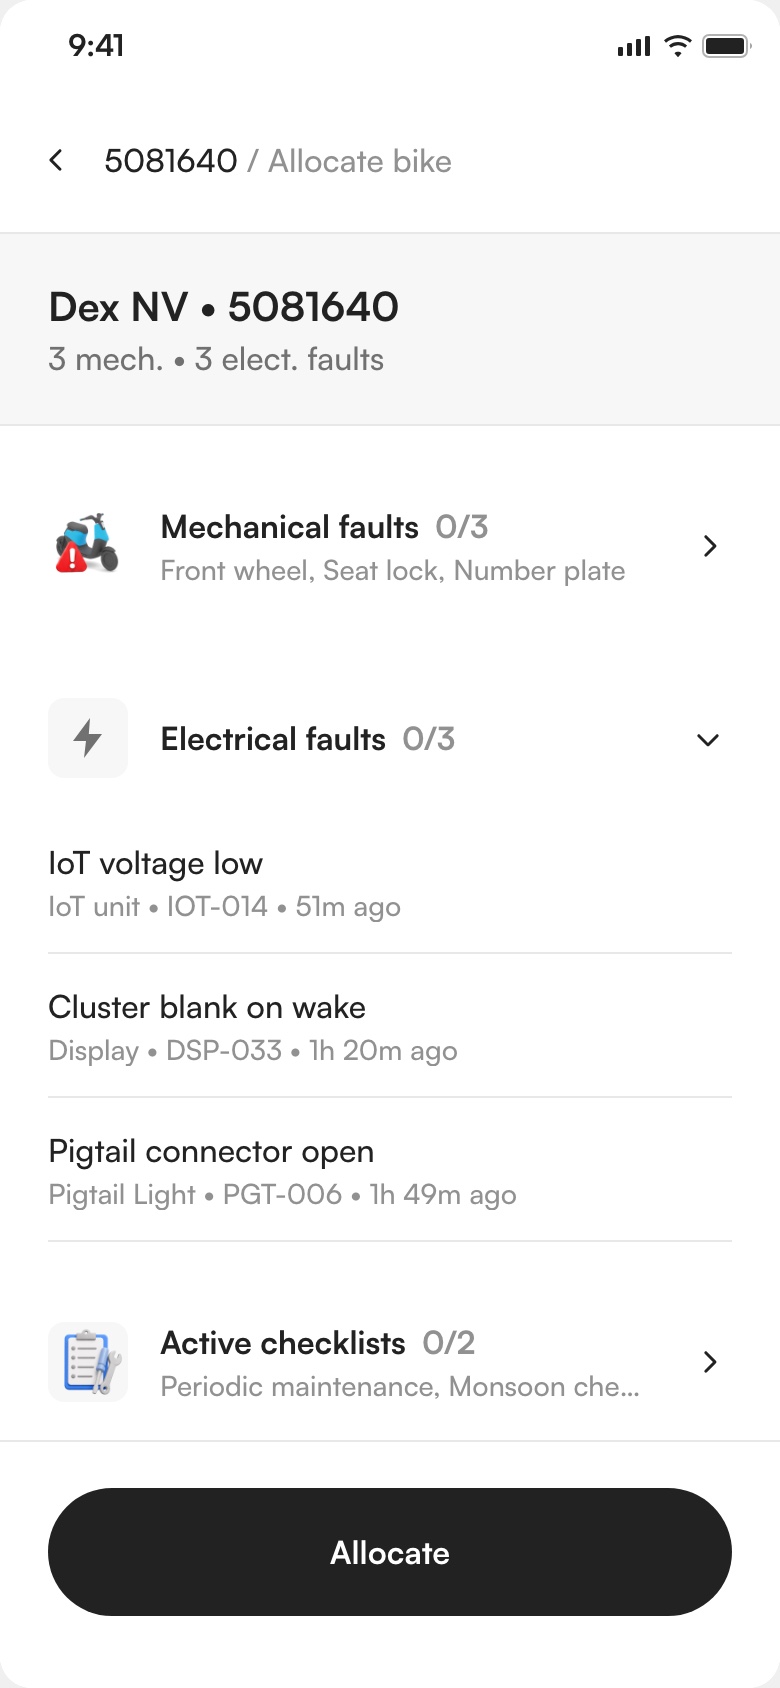 9:41
5081640 / Allocate bike
Dex NV • 5081640
3 mech. • 3 elect. faults
Mechanical faults 0/3
Front wheel, Seat lock, Number plate
Electrical faults 0/3
IoT voltage low
IoT unit • IOT-014 • 51m ago
Cluster blank on wake
Display • DSP-033 • 1h 20m ago
Pigtail connector open
Pigtail Light • PGT-006 • 1h 49m ago
Active checklists 0/2
Periodic maintenance, Monsoon che...
Allocate